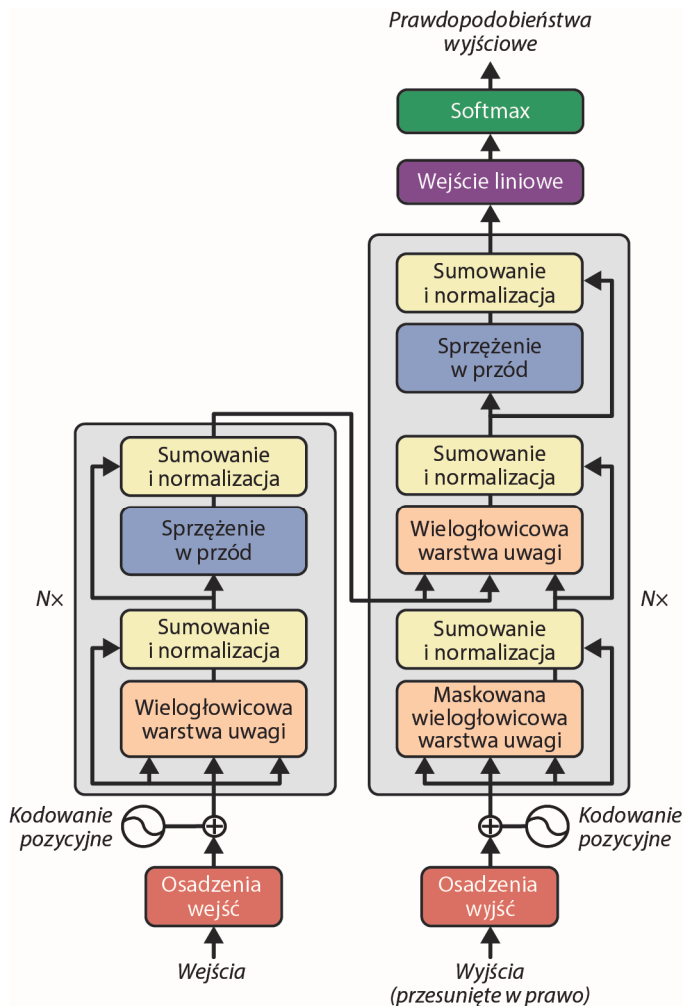 Prawdopodobieństwa
wyjściowe
Softmax
Wejście liniowe
Sumowanie
i normalizacja
Sprzężenie
w przód
Sumowanie
i normalizacja
Wielogłowicowa
warstwa uwagi
Sumowanie
i normalizacja
Maskowana
wielogłowicowa
warstwa uwagi
N×
Kodowanie
pozycyjne
Osadzenia
wyjść
Wyjścia
(przesunięte w prawo)
Sumowanie
i normalizacja
Sprzężenie
w przód
N×
Sumowanie
i normalizacja
Wielogłowicowa
warstwa uwagi
Kodowanie
pozycyjne
Osadzenia
wejść
Wejścia